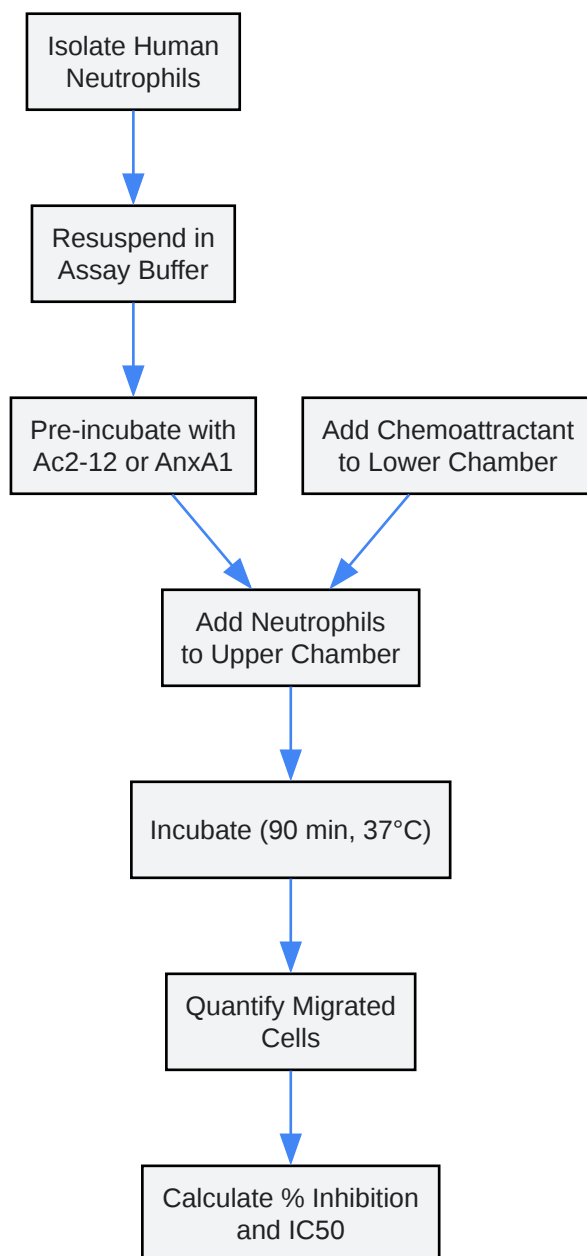 Isolate Human
Neutrophils
Resuspend in
Assay Buffer
Pre-incubate with
Ac2-12 or AnxA1
Add Chemoattractant
to Lower Chamber
Add Neutrophils
to Upper Chamber
Incubate (90 min, 37°C)
Quantify Migrated
Cells
Calculate % Inhibition
and IC50